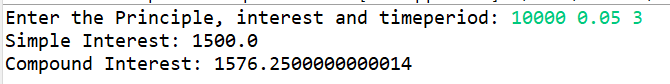 Enter the Principle, interest and timeperiod: 10000 0.05 3
Simple Interest: 1500.0
Compound Interest: 1576.2500000000014